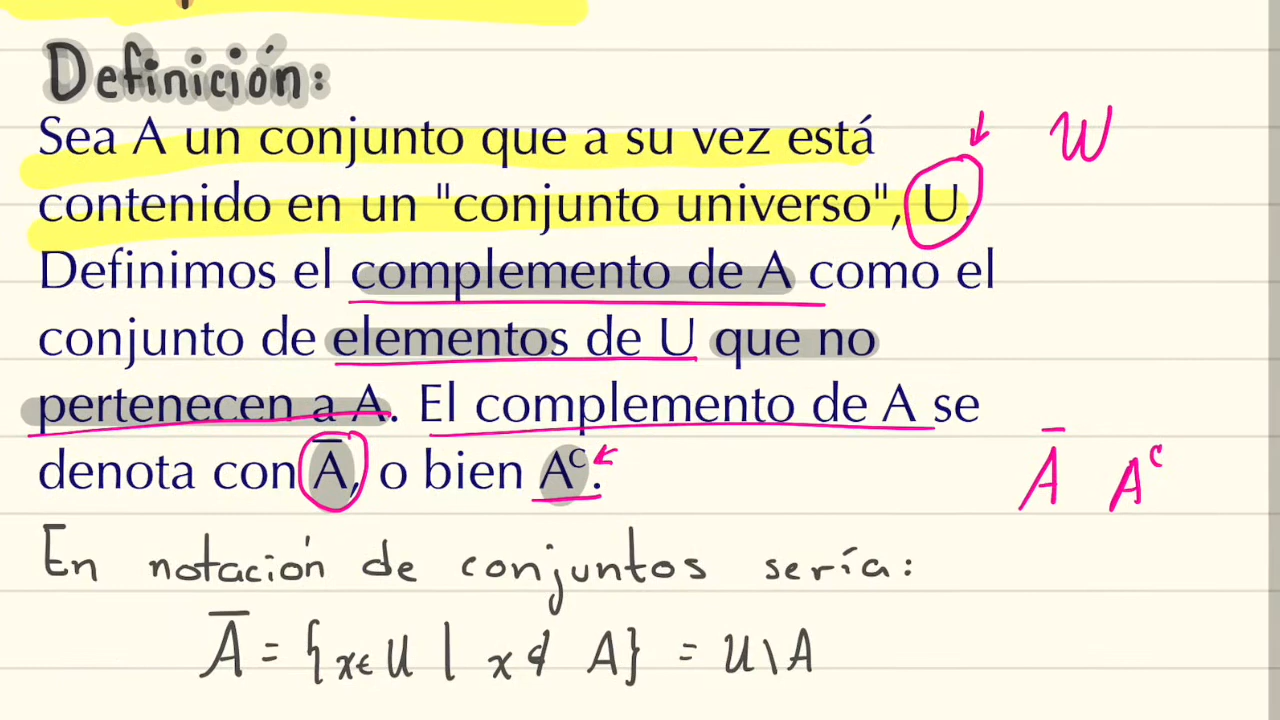 Definición:
Sea A un conjunto que a su vez está
contenido en un "conjunto universo", U.
Definimos el complemento de A como el
conjunto de elementos de U que no
pertenecen a A. El complemento de A se
denota con A̅, o bien Aᶜ.
A̅ Aᶜ
En notación de conjuntos sería:
A̅ = {x∈ U | x ∉ A} = U \ A